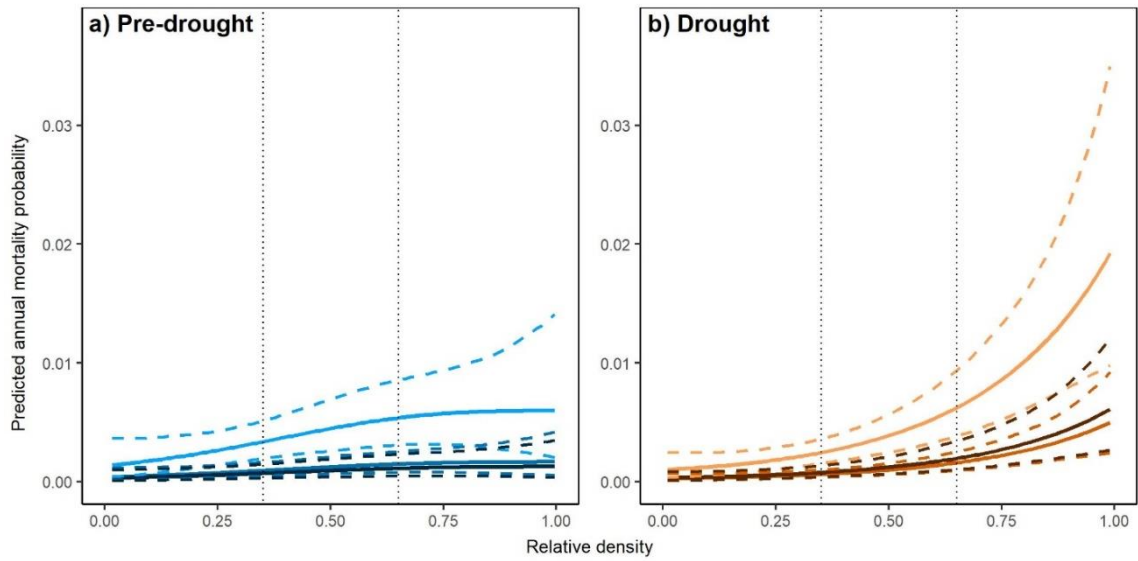 a) Pre-drought
b) Drought
Predicted annual mortality probability
0.03
0.02
0.01
0.00
0.03
0.02
0.01
0.00
0.00 0.25 0.50 0.75 1.00
0.00 0.25 0.50 0.75 1.00
Relative density